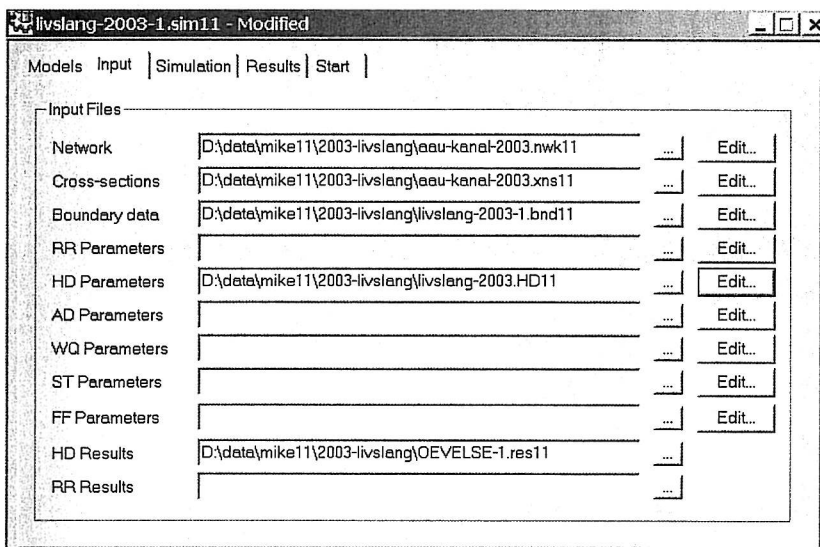 livslang-2003-1.sim11 - Modified
Models Input Simulation Results Start
Input Files
Network D:\data\mike11\2003-livslang\aau-kanal-2003.nwk11 ... Edit...
Cross-sections D:\data\mike11\2003-livslang\aau-kanal-2003.xns11 ... Edit...
Boundary data D:\data\mike11\2003-livslang\livslang-2003-1.bnd11 ... Edit...
RR Parameters ... Edit...
HD Parameters D:\data\mike11\2003-livslang\livslang-2003.HD11 ... Edit...
AD Parameters ... Edit...
WQ Parameters ... Edit...
ST Parameters ... Edit...
FF Parameters ... Edit...
HD Results D:\data\mike11\2003-livslang\OEVELSE-1.res11 ...
RR Results ...